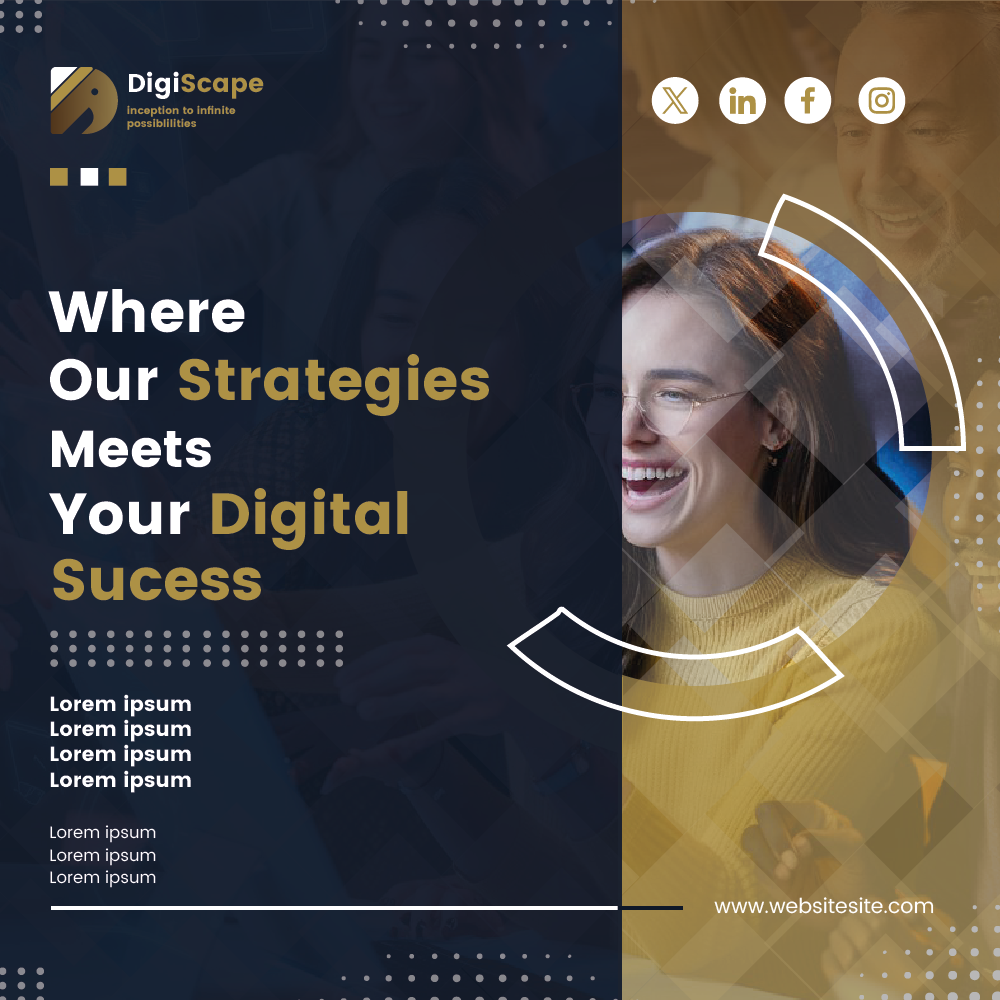 DigiScape
inception to infinite
possiblilities
Where
Our Strategies
Meets
Your Digital
Sucess
Lorem ipsum
Lorem ipsum
Lorem ipsum
Lorem ipsum
Lorem ipsum
Lorem ipsum
Lorem ipsum
www.websitesite.com